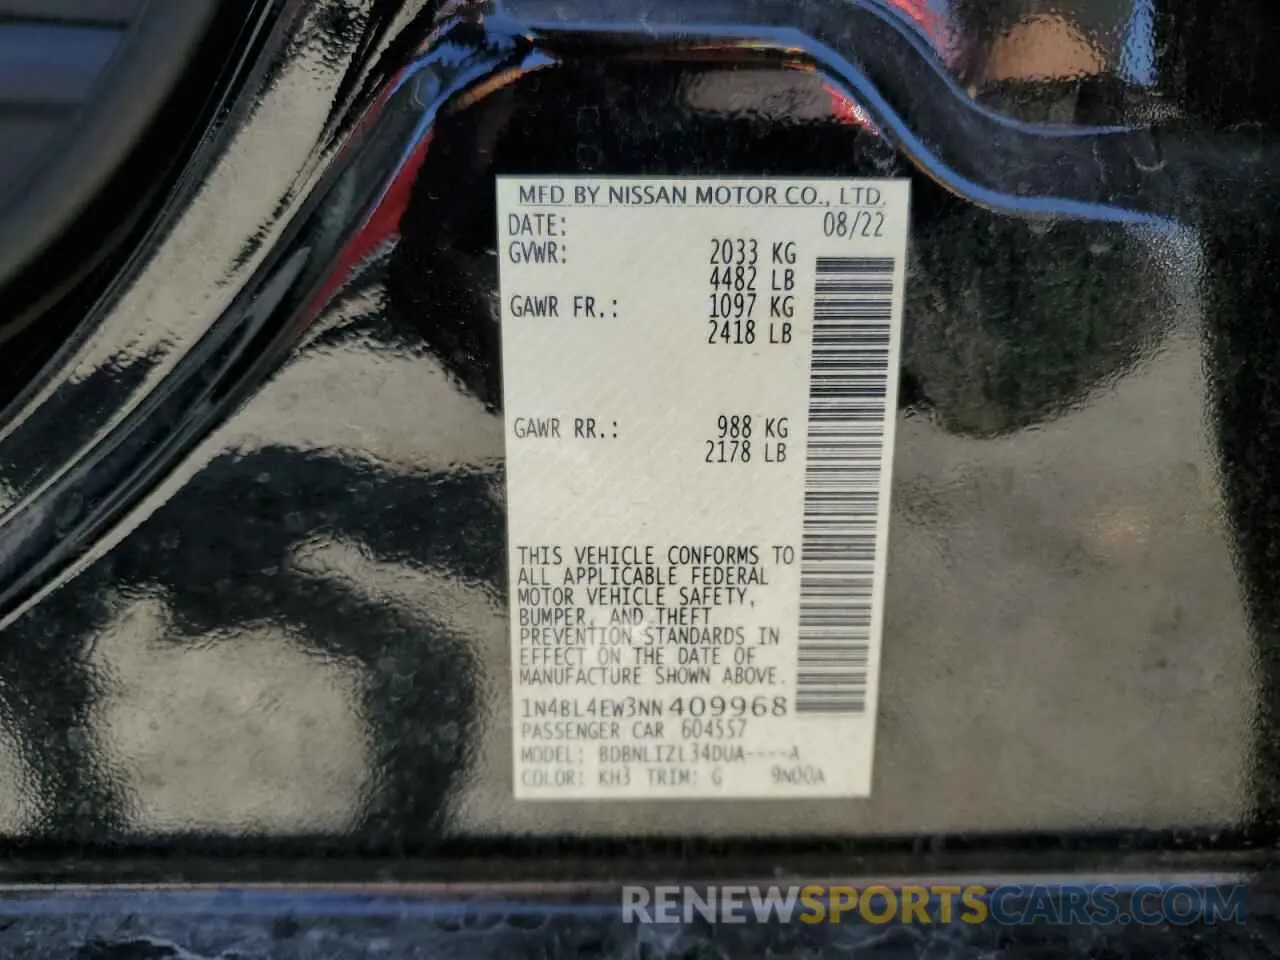 MFD BY NISSAN MOTOR CO., LTD.
DATE: 08/22
GVWR: 2033 KG
4482 LB
GAWR FR.: 1097 KG
2418 LB
GAWR RR.: 988 KG
2178 LB
THIS VEHICLE CONFORMS TO
ALL APPLICABLE FEDERAL
MOTOR VEHICLE SAFETY,
BUMPER, AND THEFT
PREVENTION STANDARDS IN
EFFECT ON THE DATE OF
MANUFACTURE SHOWN ABOVE.
1N4BL4EW3NN409968
PASSENGER CAR 604557
MODEL: BDBNLIZL34DUA----A
COLOR: KH3 TRIM: G 9N00A
RENEWSPORTSCARS.COM